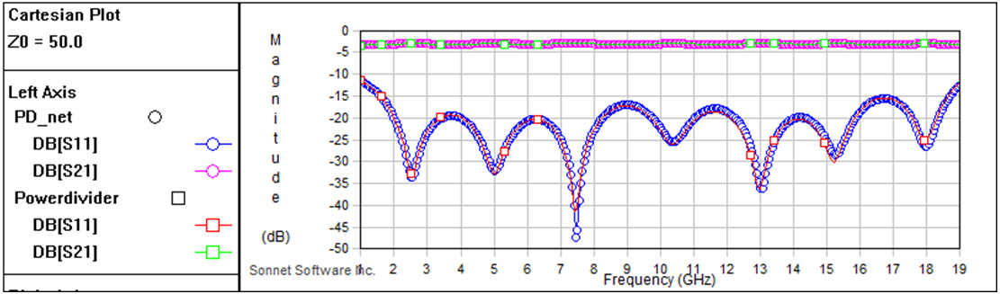 Cartesian Plot
Z0 = 50.0
Left Axis
PD_net
DB[S11]
DB[S21]
Powerdivider
DB[S11]
DB[S21]
Magnitude
(dB)
0
-5
-10
-15
-20
-25
-30
-35
-40
-45
-50
1 2 3 4 5 6 7 8 9 10 11 12 13 14 15 16 17 18 19
Sonnet Software Inc.
Frequency (GHz)